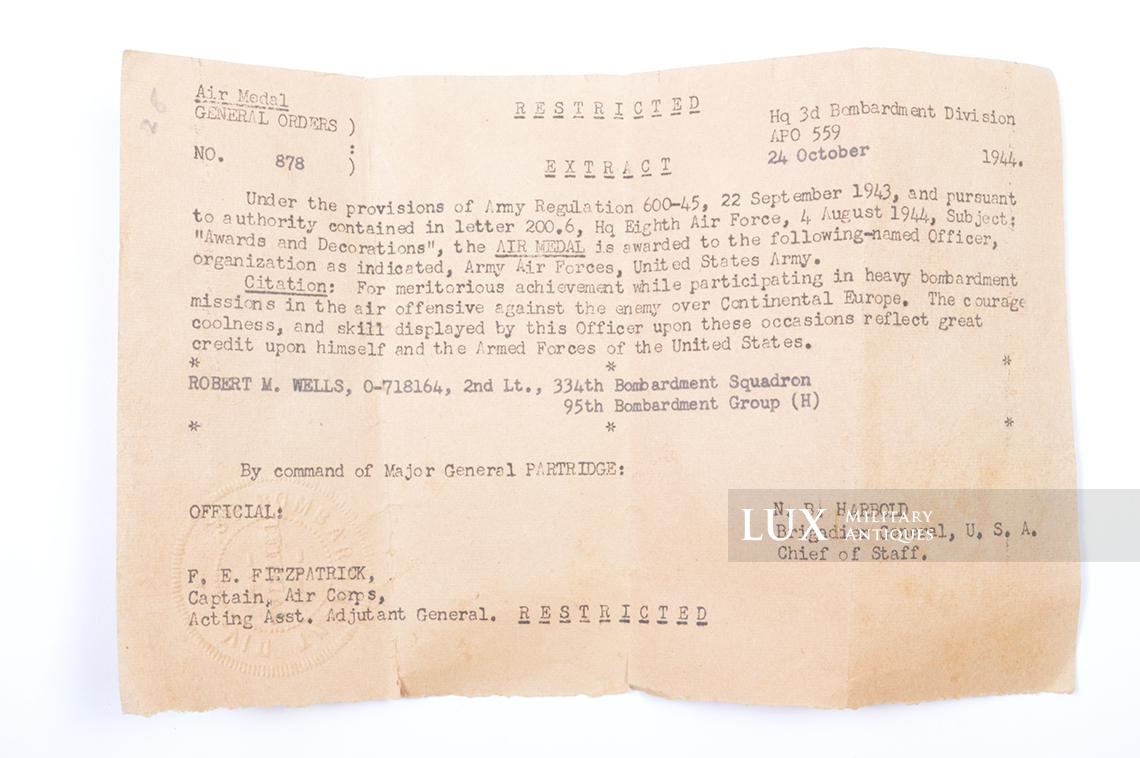 Air Medal
GENERAL ORDERS )
:
NO. 878 )
RESTRICTED
EXTRACT
Hq 3d Bombardment Division
APO 559
24 October 1944.
Under the provisions of Army Regulation 600-45, 22 September 1943, and pursuant
to authority contained in letter 200.6, Hq Eighth Air Force, 4 August 1944, Subject:
"Awards and Decorations", the AIR MEDAL is awarded to the following-named Officer,
organization as indicated, Army Air Forces, United States Army.
Citation: For meritorious achievement while participating in heavy bombardment
missions in the air offensive against the enemy over Continental Europe. The courage
coolness, and skill displayed by this Officer upon these occasions reflect great
credit upon himself and the Armed Forces of the United States.
* * *
ROBERT M. WELLS, O-718164, 2nd Lt., 334th Bombardment Squadron
95th Bombardment Group (H)
* * *
By command of Major General PARTRIDGE:
OFFICIAL:
N. B. HARBOLD
Brigadier General, U. S. A.
Chief of Staff.
LUX MILITARY
ANTIQUES
F. E. FITZPATRICK,
Captain, Air Corps,
Acting Asst. Adjutant General. RESTRICTED